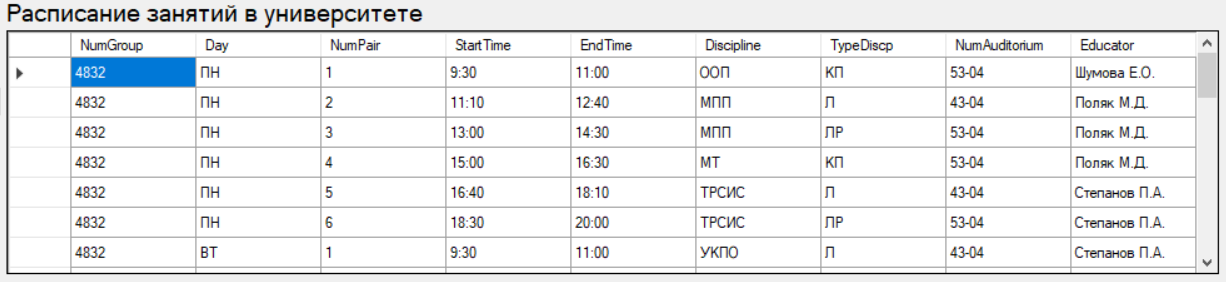 Расписание занятий в университете
NumGroup Day NumPair StartTime EndTime Discipline TypeDiscp NumAuditorium Educator
4832 ПН 1 9:30 11:00 ООП КП 53-04 Шумова Е.О.
4832 ПН 2 11:10 12:40 МПП Л 43-04 Поляк М.Д.
4832 ПН 3 13:00 14:30 МПП ЛР 53-04 Поляк М.Д.
4832 ПН 4 15:00 16:30 МТ КП 53-04 Поляк М.Д.
4832 ПН 5 16:40 18:10 ТРСИС Л 43-04 Степанов П.А.
4832 ПН 6 18:30 20:00 ТРСИС ЛР 53-04 Степанов П.А.
4832 ВТ 1 9:30 11:00 УКПО Л 43-04 Степанов П.А.